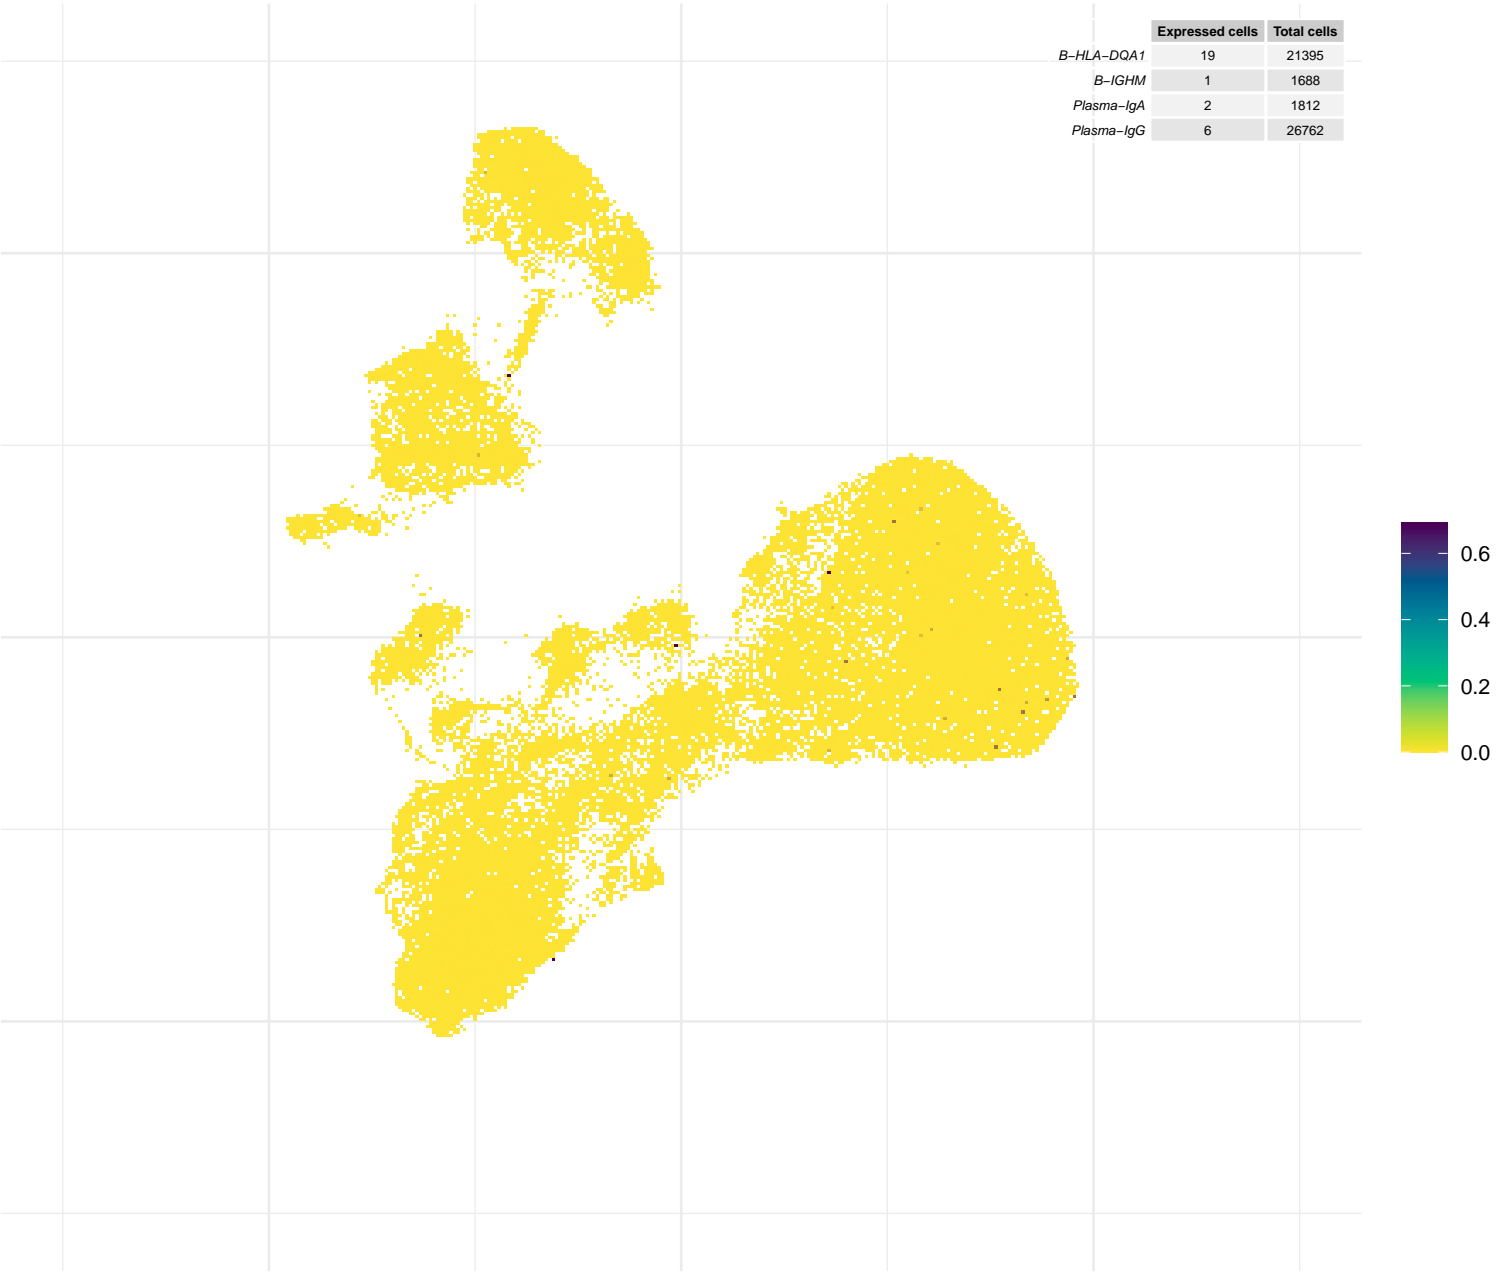 Expressed cells Total cells
B−HLA−DQA1 19 21395
B−IGHM 1 1688
Plasma−IgA 2 1812
Plasma−IgG 6 26762
0.6
0.4
0.2
0.0